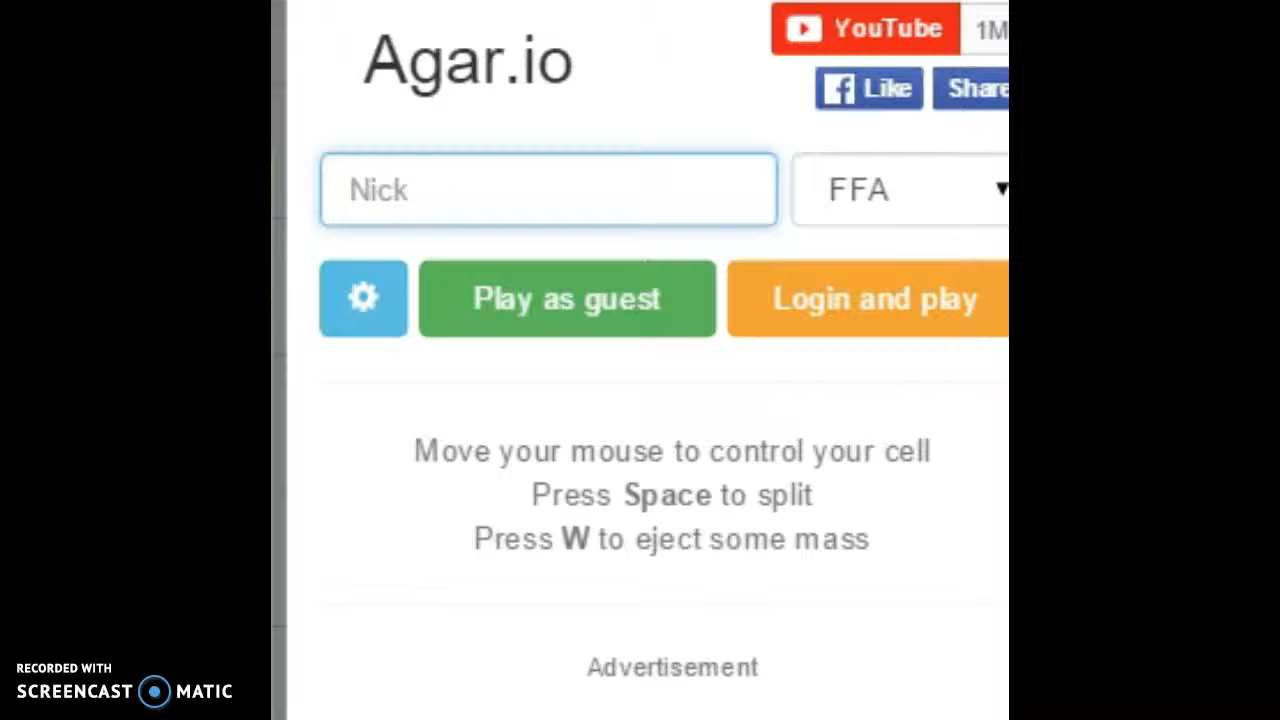 Agar.io
YouTube 1M
Like Share
Nick FFA
Play as guest Login and play
Move your mouse to control your cell
Press Space to split
Press W to eject some mass
Advertisement
RECORDED WITH
SCREENCAST MATIC